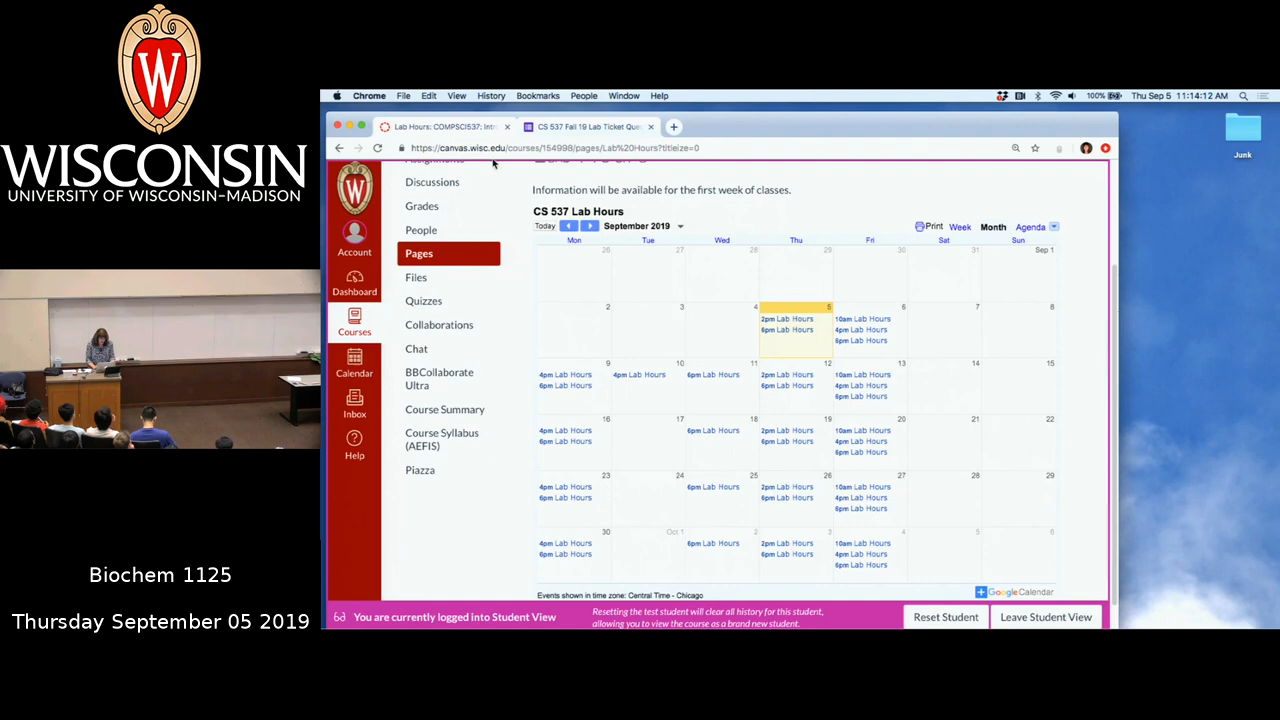 W
WISCONSIN
UNIVERSITY OF WISCONSIN–MADISON
Biochem 1125
Thursday September 05 2019
Chrome File Edit View History Bookmarks People Window Help
100% Thu Sep 5 11:14:12 AM
Lab Hours: COMPSCI537: Intr
CS 537 Fall 19 Lab Ticket Que
https://canvas.wisc.edu/courses/154998/pages/Lab%20Hours?titleize=0
Junk
Account
Dashboard
Courses
Calendar
Inbox
Help
Discussions
Grades
People
Pages
Files
Quizzes
Collaborations
Chat
BBCollaborate
Ultra
Course Summary
Course Syllabus
(AEFIS)
Piazza
Information will be available for the first week of classes.
CS 537 Lab Hours
Today September 2019 Print Week Month Agenda
Mon Tue Wed Thu Fri Sat Sun
26 27 28 29 30 31 Sep 1
2 3 4 5 6 7 8
2pm Lab Hours 10am Lab Hours
6pm Lab Hours 4pm Lab Hours
6pm Lab Hours
9 10 11 12 13 14 15
4pm Lab Hours 4pm Lab Hours 6pm Lab Hours 2pm Lab Hours 10am Lab Hours
6pm Lab Hours 6pm Lab Hours 4pm Lab Hours
6pm Lab Hours
16 17 18 19 20 21 22
4pm Lab Hours 6pm Lab Hours 2pm Lab Hours 10am Lab Hours
6pm Lab Hours 6pm Lab Hours 4pm Lab Hours
6pm Lab Hours
23 24 25 26 27 28 29
4pm Lab Hours 6pm Lab Hours 2pm Lab Hours 10am Lab Hours
6pm Lab Hours 6pm Lab Hours 4pm Lab Hours
6pm Lab Hours
30 Oct 1 2 3 4 5 6
4pm Lab Hours 6pm Lab Hours 2pm Lab Hours 10am Lab Hours
6pm Lab Hours 6pm Lab Hours 4pm Lab Hours
6pm Lab Hours
Events shown in time zone: Central Time - Chicago
Google Calendar
You are currently logged into Student View
Resetting the test student will clear all history for this student,
allowing you to view the course as a brand new student.
Reset Student
Leave Student View